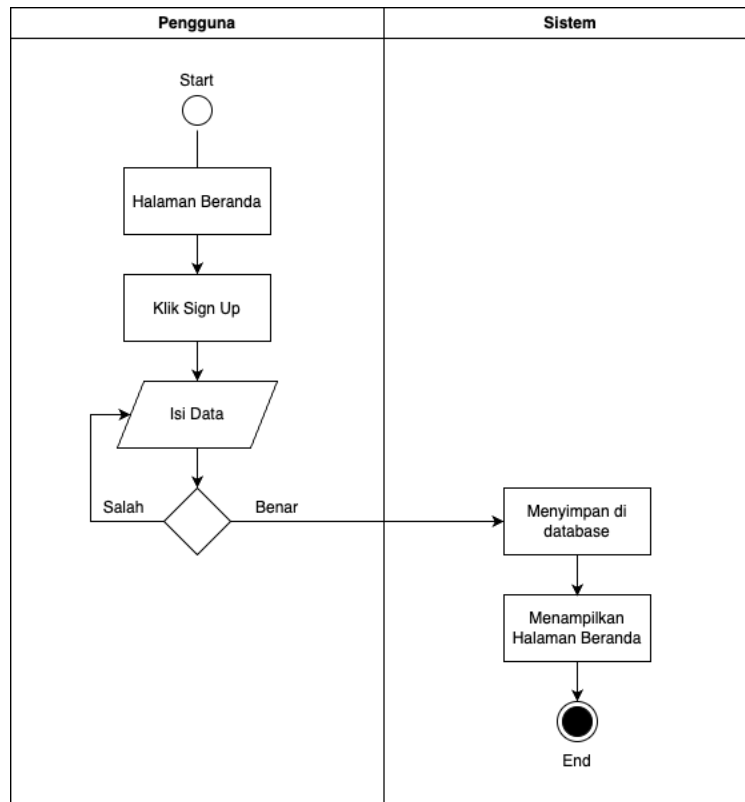 Pengguna
Sistem
Start
Halaman Beranda
Klik Sign Up
Isi Data
Salah
Benar
Menyimpan di
database
Menampilkan
Halaman Beranda
End